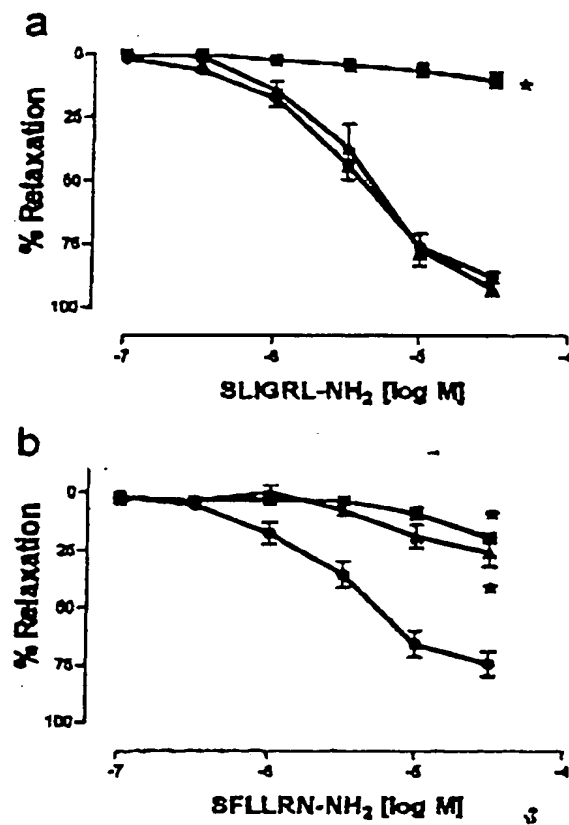 a
0
25
50
75
100
% Relaxation
-7 -6 -5 -4
SLIGRL-NH₂ [log M]
*
b
0
25
50
75
100
% Relaxation
*
*
-7 -6 -5 -4
SFLLRN-NH₂ [log M]